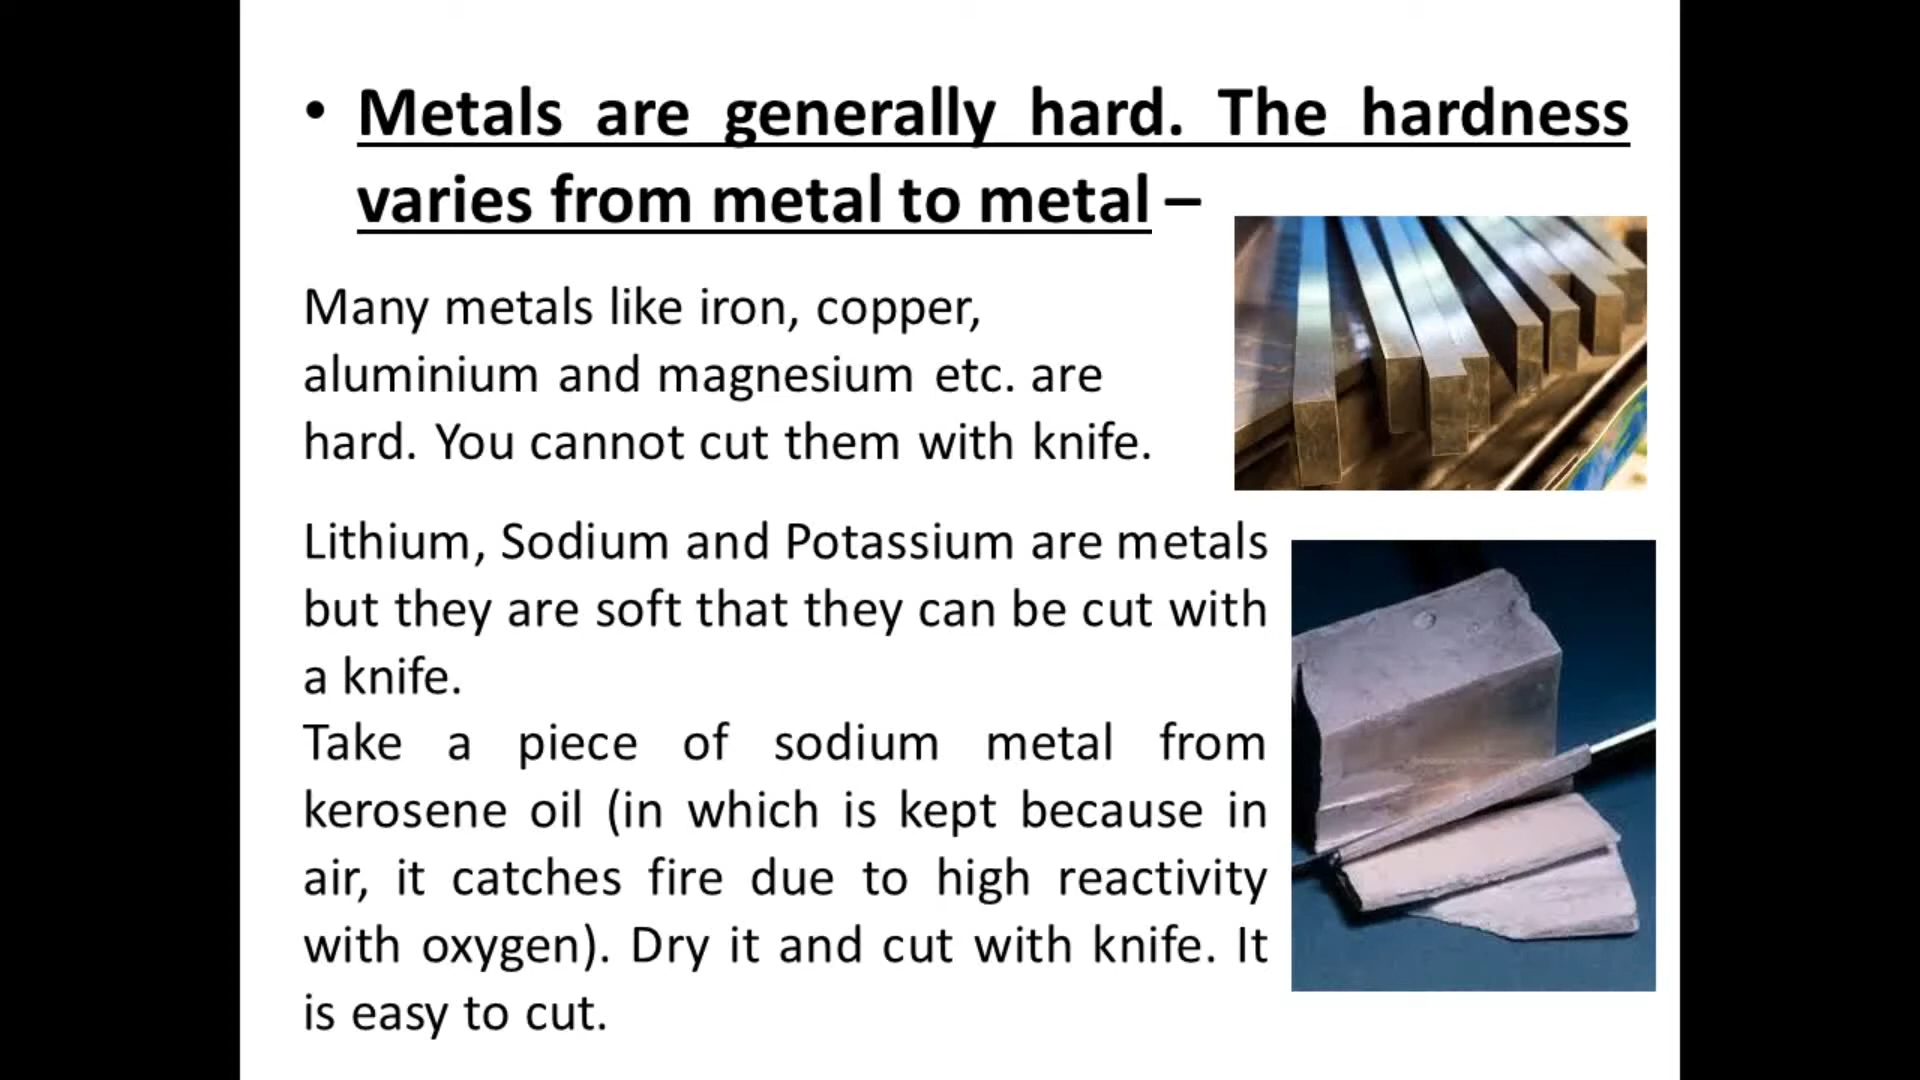 • Metals are generally hard. The hardness
varies from metal to metal –
Many metals like iron, copper,
aluminium and magnesium etc. are
hard. You cannot cut them with knife.
Lithium, Sodium and Potassium are metals
but they are soft that they can be cut with
a knife.
Take a piece of sodium metal from
kerosene oil (in which is kept because in
air, it catches fire due to high reactivity
with oxygen). Dry it and cut with knife. It
is easy to cut.